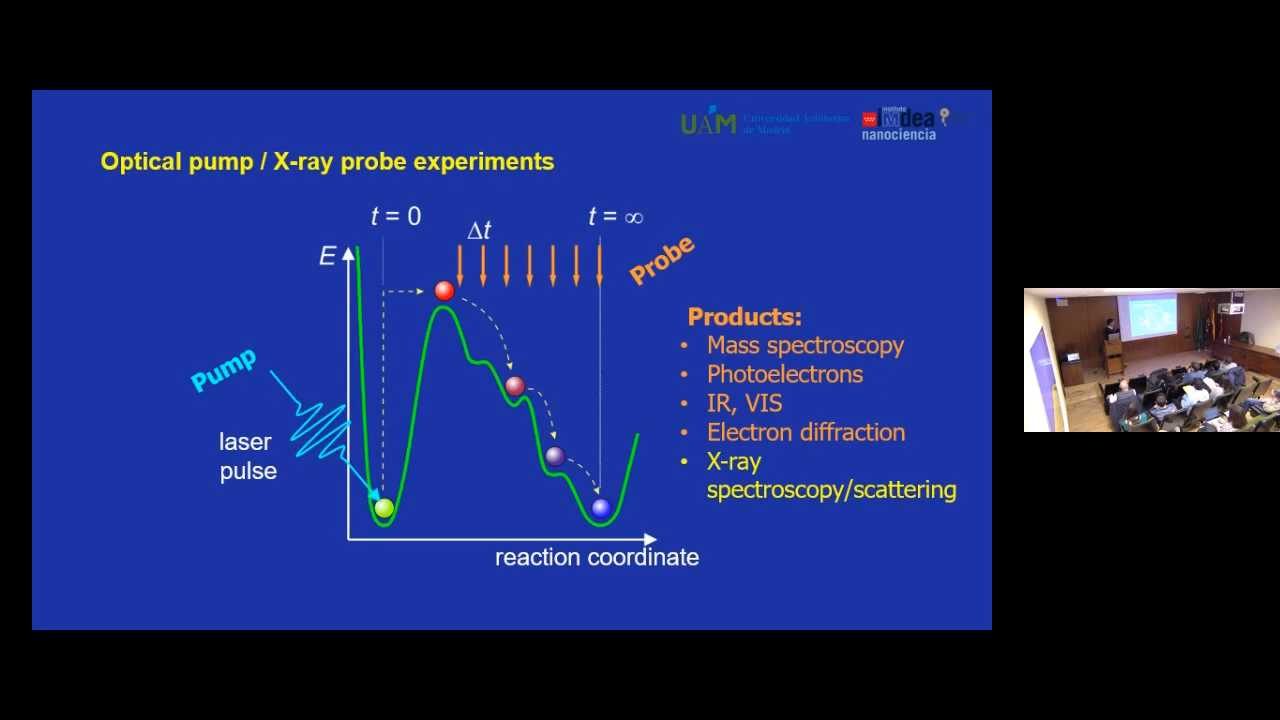 UAM Universidad Autónoma
de Madrid
instituto
iMdea
nanociencia
Optical pump / X-ray probe experiments
t = 0
Δt
t = ∞
E
Probe
Pump
laser
pulse
Products:
• Mass spectroscopy
• Photoelectrons
• IR, VIS
• Electron diffraction
• X-ray
spectroscopy/scattering
reaction coordinate